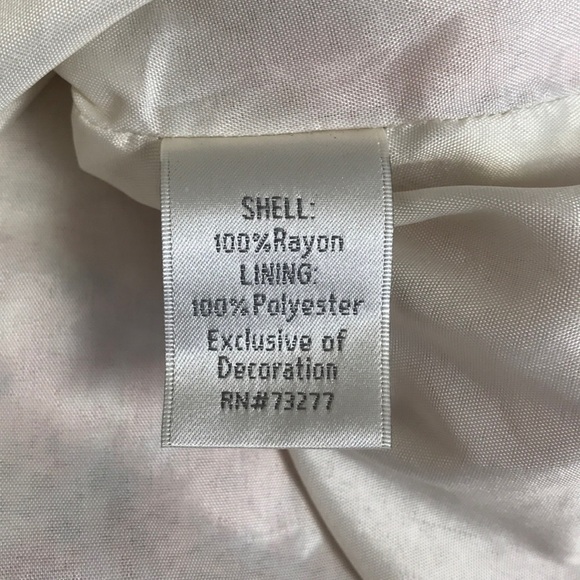 SHELL:
100%Rayon
LINING:
100%Polyester
Exclusive of
Decoration
RN#73277